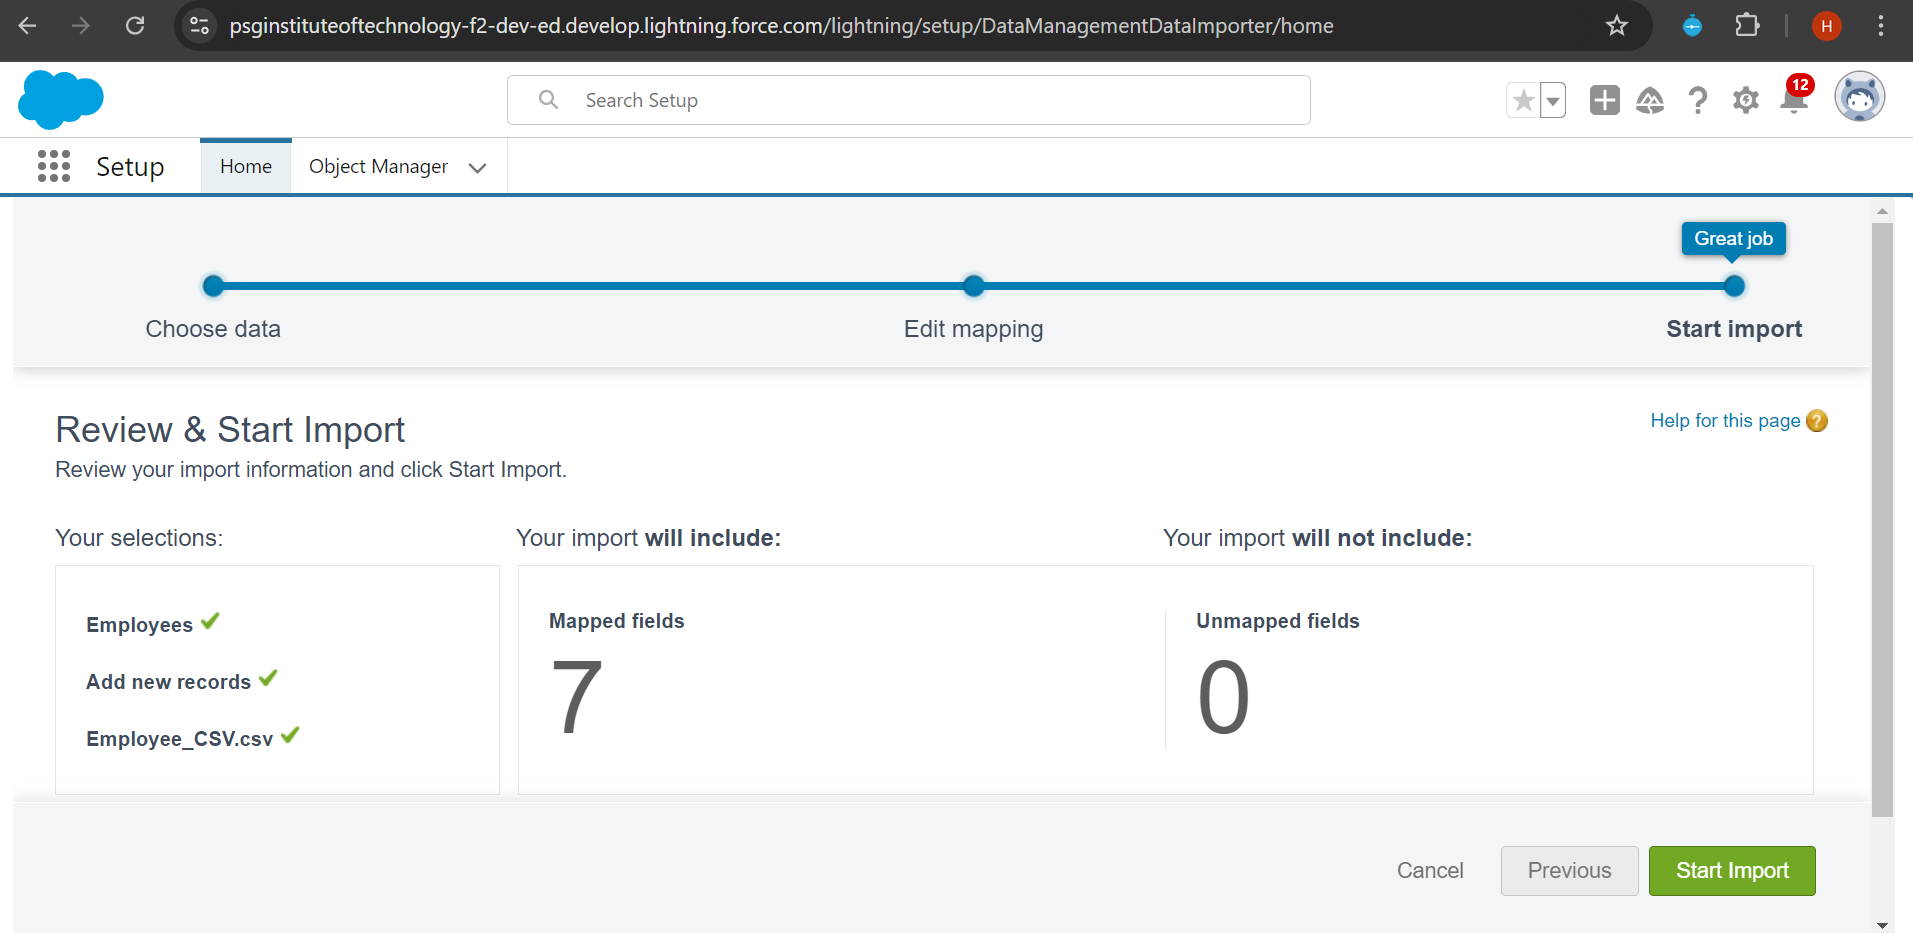 psginstituteoftechnology-f2-dev-ed.develop.lightning.force.com/lightning/setup/DataManagementDataImporter/home
H
Search Setup
12
Setup
Home
Object Manager
Great job
Choose data
Edit mapping
Start import
Review & Start Import
Help for this page ?
Review your import information and click Start Import.
Your selections:
Your import will include:
Your import will not include:
Employees
Add new records
Employee_CSV.csv
Mapped fields
7
Unmapped fields
0
Cancel
Previous
Start Import